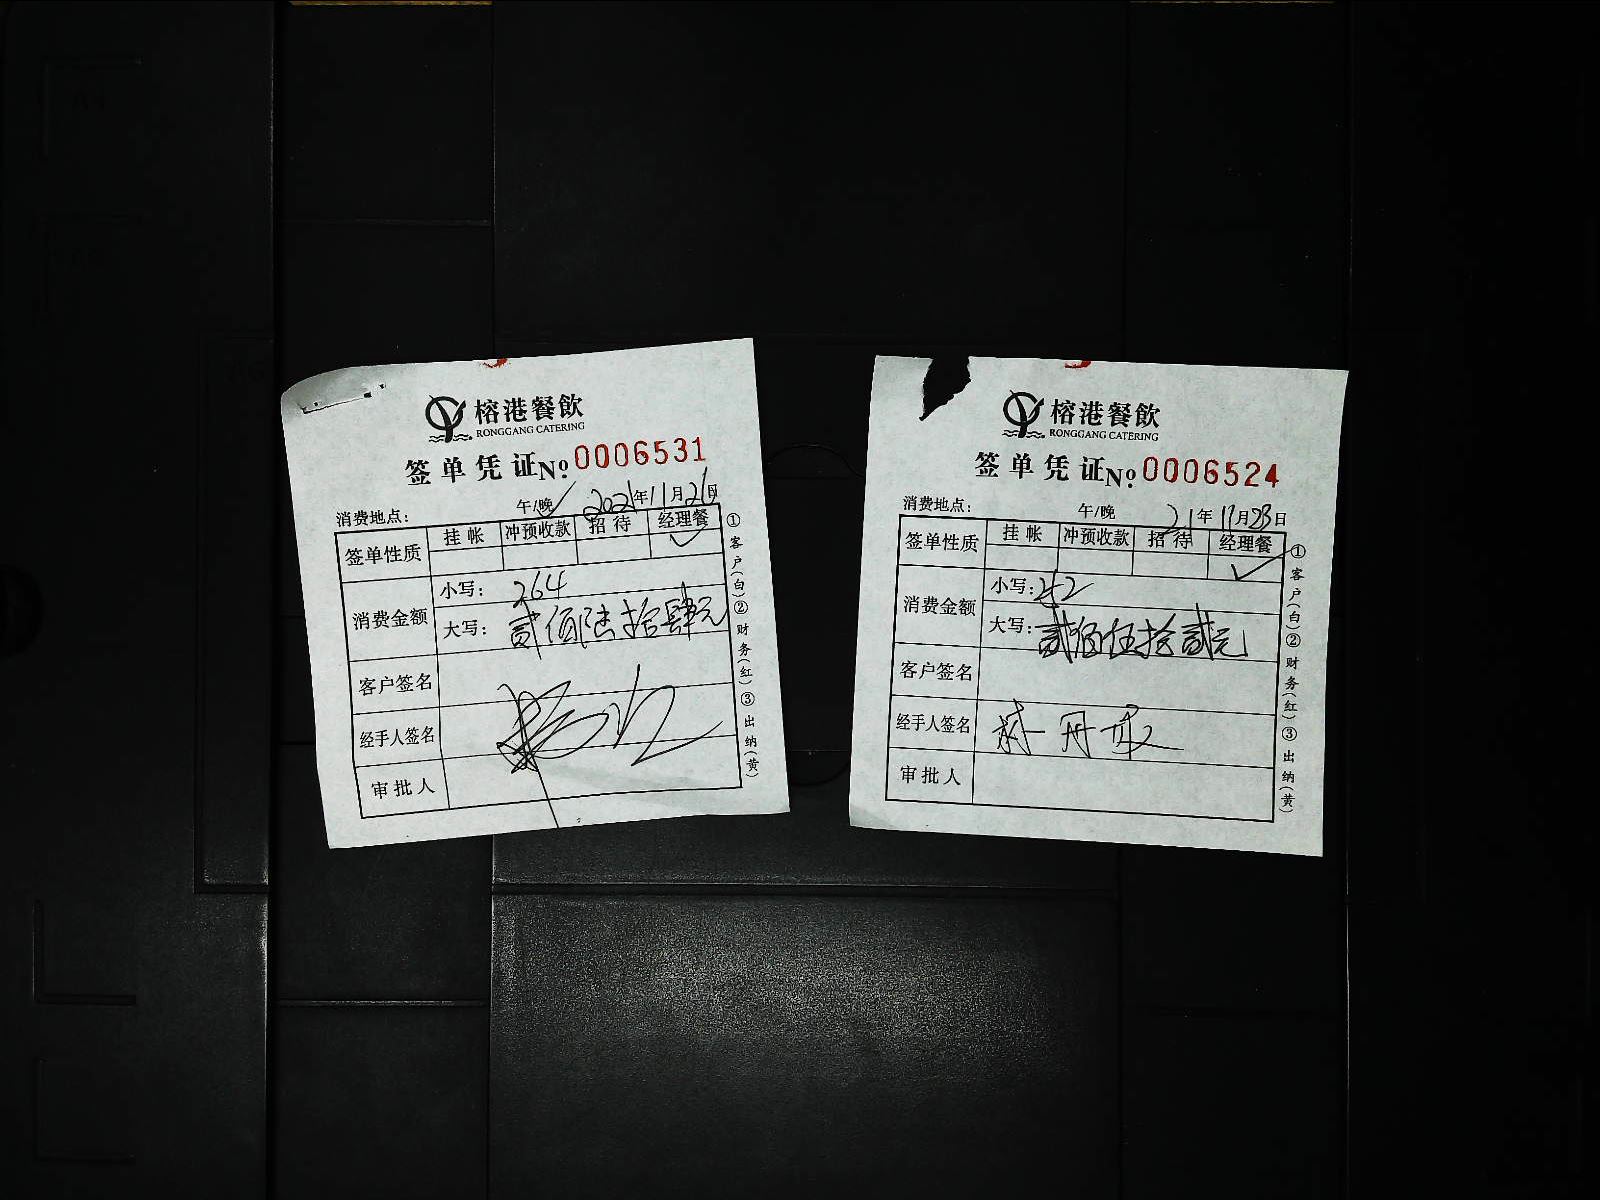 榕港餐飲
RONGGANG CATERING
签单凭证 No 0006531
消费地点: 午/晚 2021年11月26日
签单性质 挂帐 冲预收款 招待 经理餐
✓
消费金额 小写: 264
大写: 贰佰陆拾肆元
客户签名
经手人签名
审批人
①客户(白)②财务(红)③出纳(黄)
榕港餐飲
RONGGANG CATERING
签单凭证 No 0006524
消费地点: 午/晚 21年11月23日
签单性质 挂帐 冲预收款 招待 经理餐
✓
消费金额 小写: 252
大写: 贰佰伍拾贰元
客户签名
经手人签名
审批人
①客户(白)②财务(红)③出纳(黄)